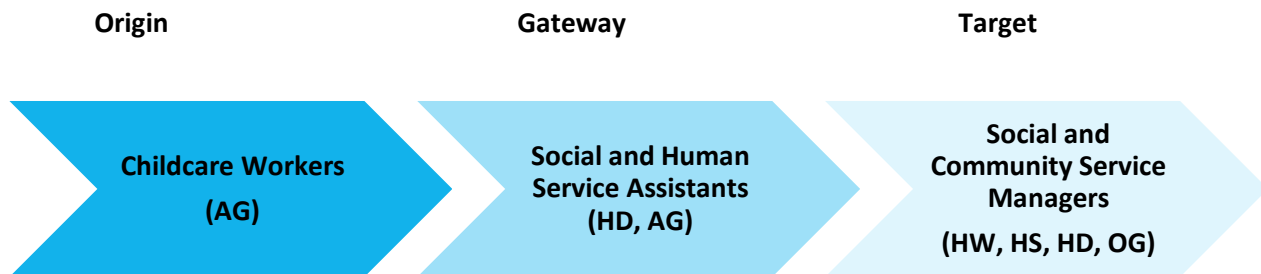 Origin
Gateway
Target
Childcare Workers
(AG)
Social and Human
Service Assistants
(HD, AG)
Social and
Community Service
Managers
(HW, HS, HD, OG)